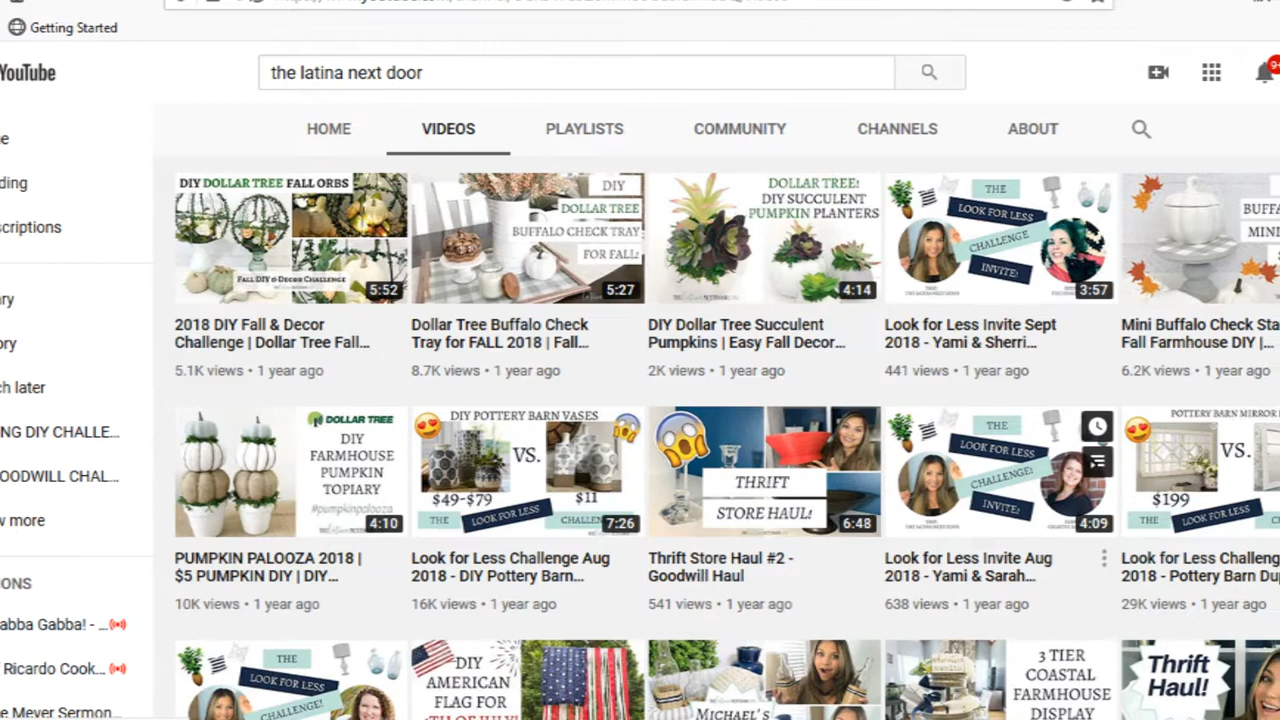 Getting Started
YouTube
the latina next door
9+
HOME
VIDEOS
PLAYLISTS
COMMUNITY
CHANNELS
ABOUT
ding
scriptions
ry
ory
ch later
NG DIY CHALLE...
OODWILL CHAL...
w more
ONS
abba Gabba! - ...
Ricardo Cook...
e Meyer Sermon...
DIY DOLLAR TREE FALL ORBS
FALL DIY & DECOR CHALLENGE
5:52
2018 DIY Fall & Decor
Challenge | Dollar Tree Fall...
5.1K views • 1 year ago
DIY
DOLLAR TREE
BUFFALO CHECK TRAY
FOR FALL!
5:27
Dollar Tree Buffalo Check
Tray for FALL 2018 | Fall...
8.7K views • 1 year ago
DOLLAR TREE!
DIY SUCCULENT
PUMPKIN PLANTERS
4:14
DIY Dollar Tree Succulent
Pumpkins | Easy Fall Decor...
2K views • 1 year ago
THE
LOOK FOR LESS
CHALLENGE
INVITE!
3:57
Look for Less Invite Sept
2018 - Yami & Sherri...
441 views • 1 year ago
BUFFA
MINI
Mini Buffalo Check Sta
Fall Farmhouse DIY |...
6.2K views • 1 year ago
DOLLAR TREE
DIY
FARMHOUSE
PUMPKIN
TOPIARY
#pumpkinpalooza
4:10
PUMPKIN PALOOZA 2018 |
$5 PUMPKIN DIY | DIY...
10K views • 1 year ago
DIY POTTERY BARN VASES
VS.
$49-$79
$11
THE
LOOK FOR LESS
CHALLEN
7:26
Look for Less Challenge Aug
2018 - DIY Pottery Barn...
16K views • 1 year ago
THRIFT
STORE HAUL!
6:48
Thrift Store Haul #2 -
Goodwill Haul
541 views • 1 year ago
THE
LOOK FOR LESS
CHALLENGE!
INVITE!
4:09
Look for Less Invite Aug
2018 - Yami & Sarah...
638 views • 1 year ago
POTTERY BARN MIRROR
VS.
$199
THE
LOOK FOR LESS
Look for Less Challeng
2018 - Pottery Barn Dup
29K views • 1 year ago
THE
LOOK FOR LESS
CHALLENGE!
DIY
AMERICAN
FLAG FOR
4TH OF JULY!
MICHAEL'S
3 TIER
COASTAL
FARMHOUSE
DISPLAY
Thrift
Haul!